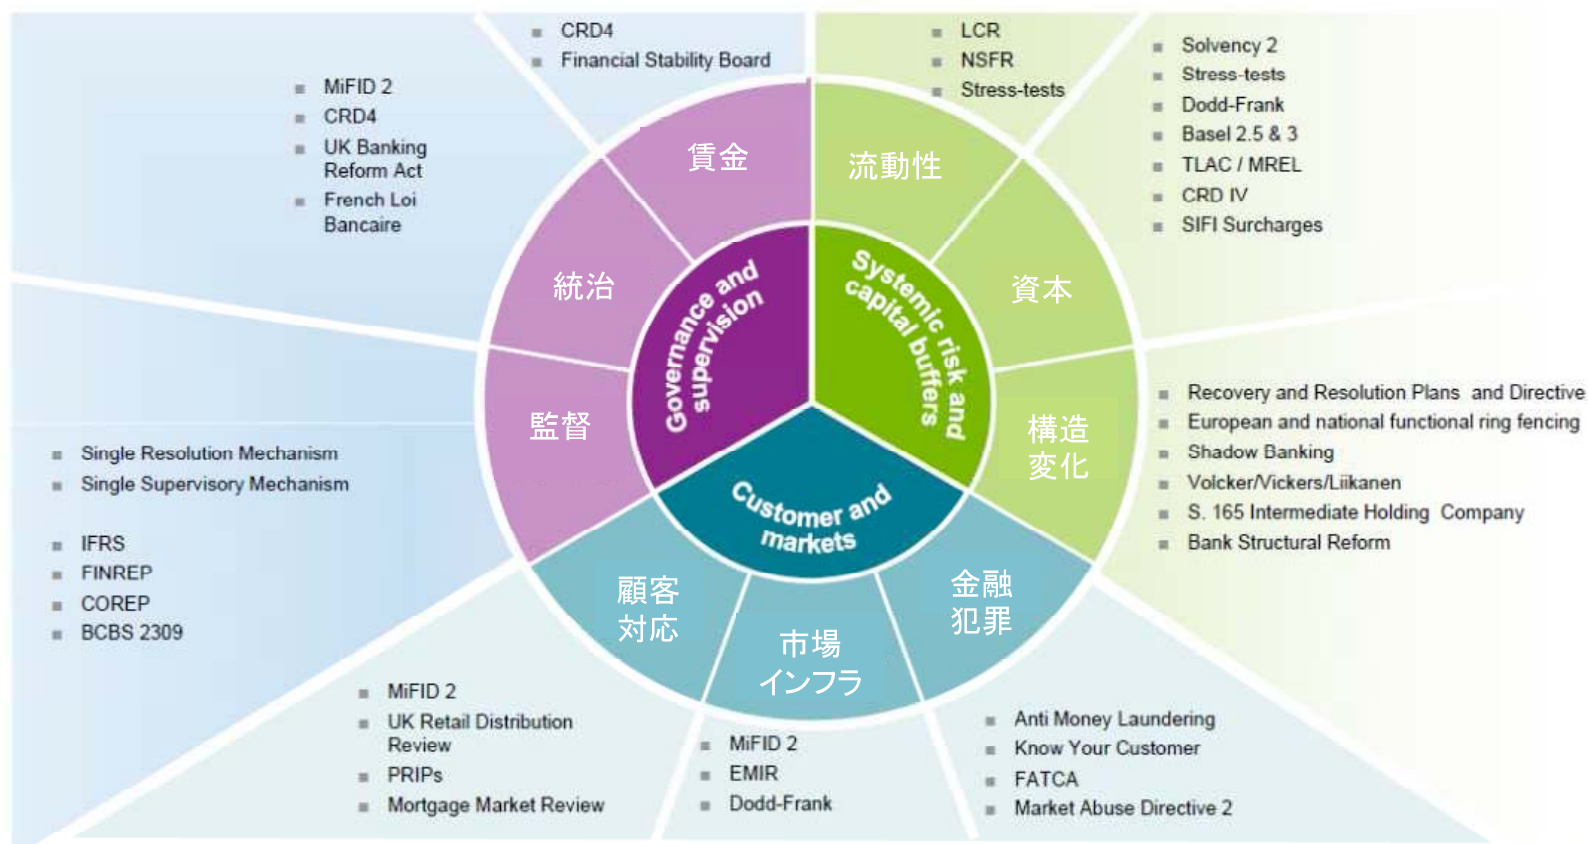 CRD4
Financial Stability Board
LCR
NSFR
Stress-tests
MiFID 2
CRD4
UK Banking
Reform Act
French Loi
Bancaire
Solvency 2
Stress-tests
Dodd-Frank
Basel 2.5 & 3
TLAC / MREL
CRD IV
SIFI Surcharges
賃金
流動性
統治
資本
監督
構造
変化
顧客
対応
市場
インフラ
金融
犯罪
Governance and
supervision
Systemic risk and
capital buffers
Customer and
markets
Single Resolution Mechanism
Single Supervisory Mechanism
IFRS
FINREP
COREP
BCBS 2309
Recovery and Resolution Plans and Directive
European and national functional ring fencing
Shadow Banking
Volcker/Vickers/Liikanen
S. 165 Intermediate Holding Company
Bank Structural Reform
MiFID 2
UK Retail Distribution
Review
PRIPs
Mortgage Market Review
MiFID 2
EMIR
Dodd-Frank
Anti Money Laundering
Know Your Customer
FATCA
Market Abuse Directive 2